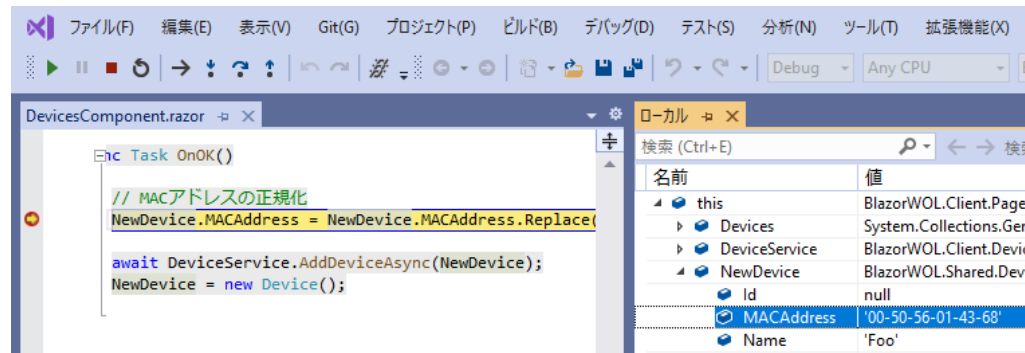 ファイル(F) 編集(E) 表示(V) Git(G) プロジェクト(P) ビルド(B) デバッグ(D) テスト(S) 分析(N) ツール(T) 拡張機能(X)
Debug Any CPU
DevicesComponent.razor
nc Task OnOK()
// MACアドレスの正規化
NewDevice.MACAddress = NewDevice.MACAddress.Replace(
await DeviceService.AddDeviceAsync(NewDevice);
NewDevice = new Device();
ローカル
検索 (Ctrl+E) 検索
名前 値
this BlazorWOL.Client.Page
Devices System.Collections.Ger
DeviceService BlazorWOL.Client.Devic
NewDevice BlazorWOL.Shared.Dev
Id null
MACAddress '00-50-56-01-43-68'
Name 'Foo'